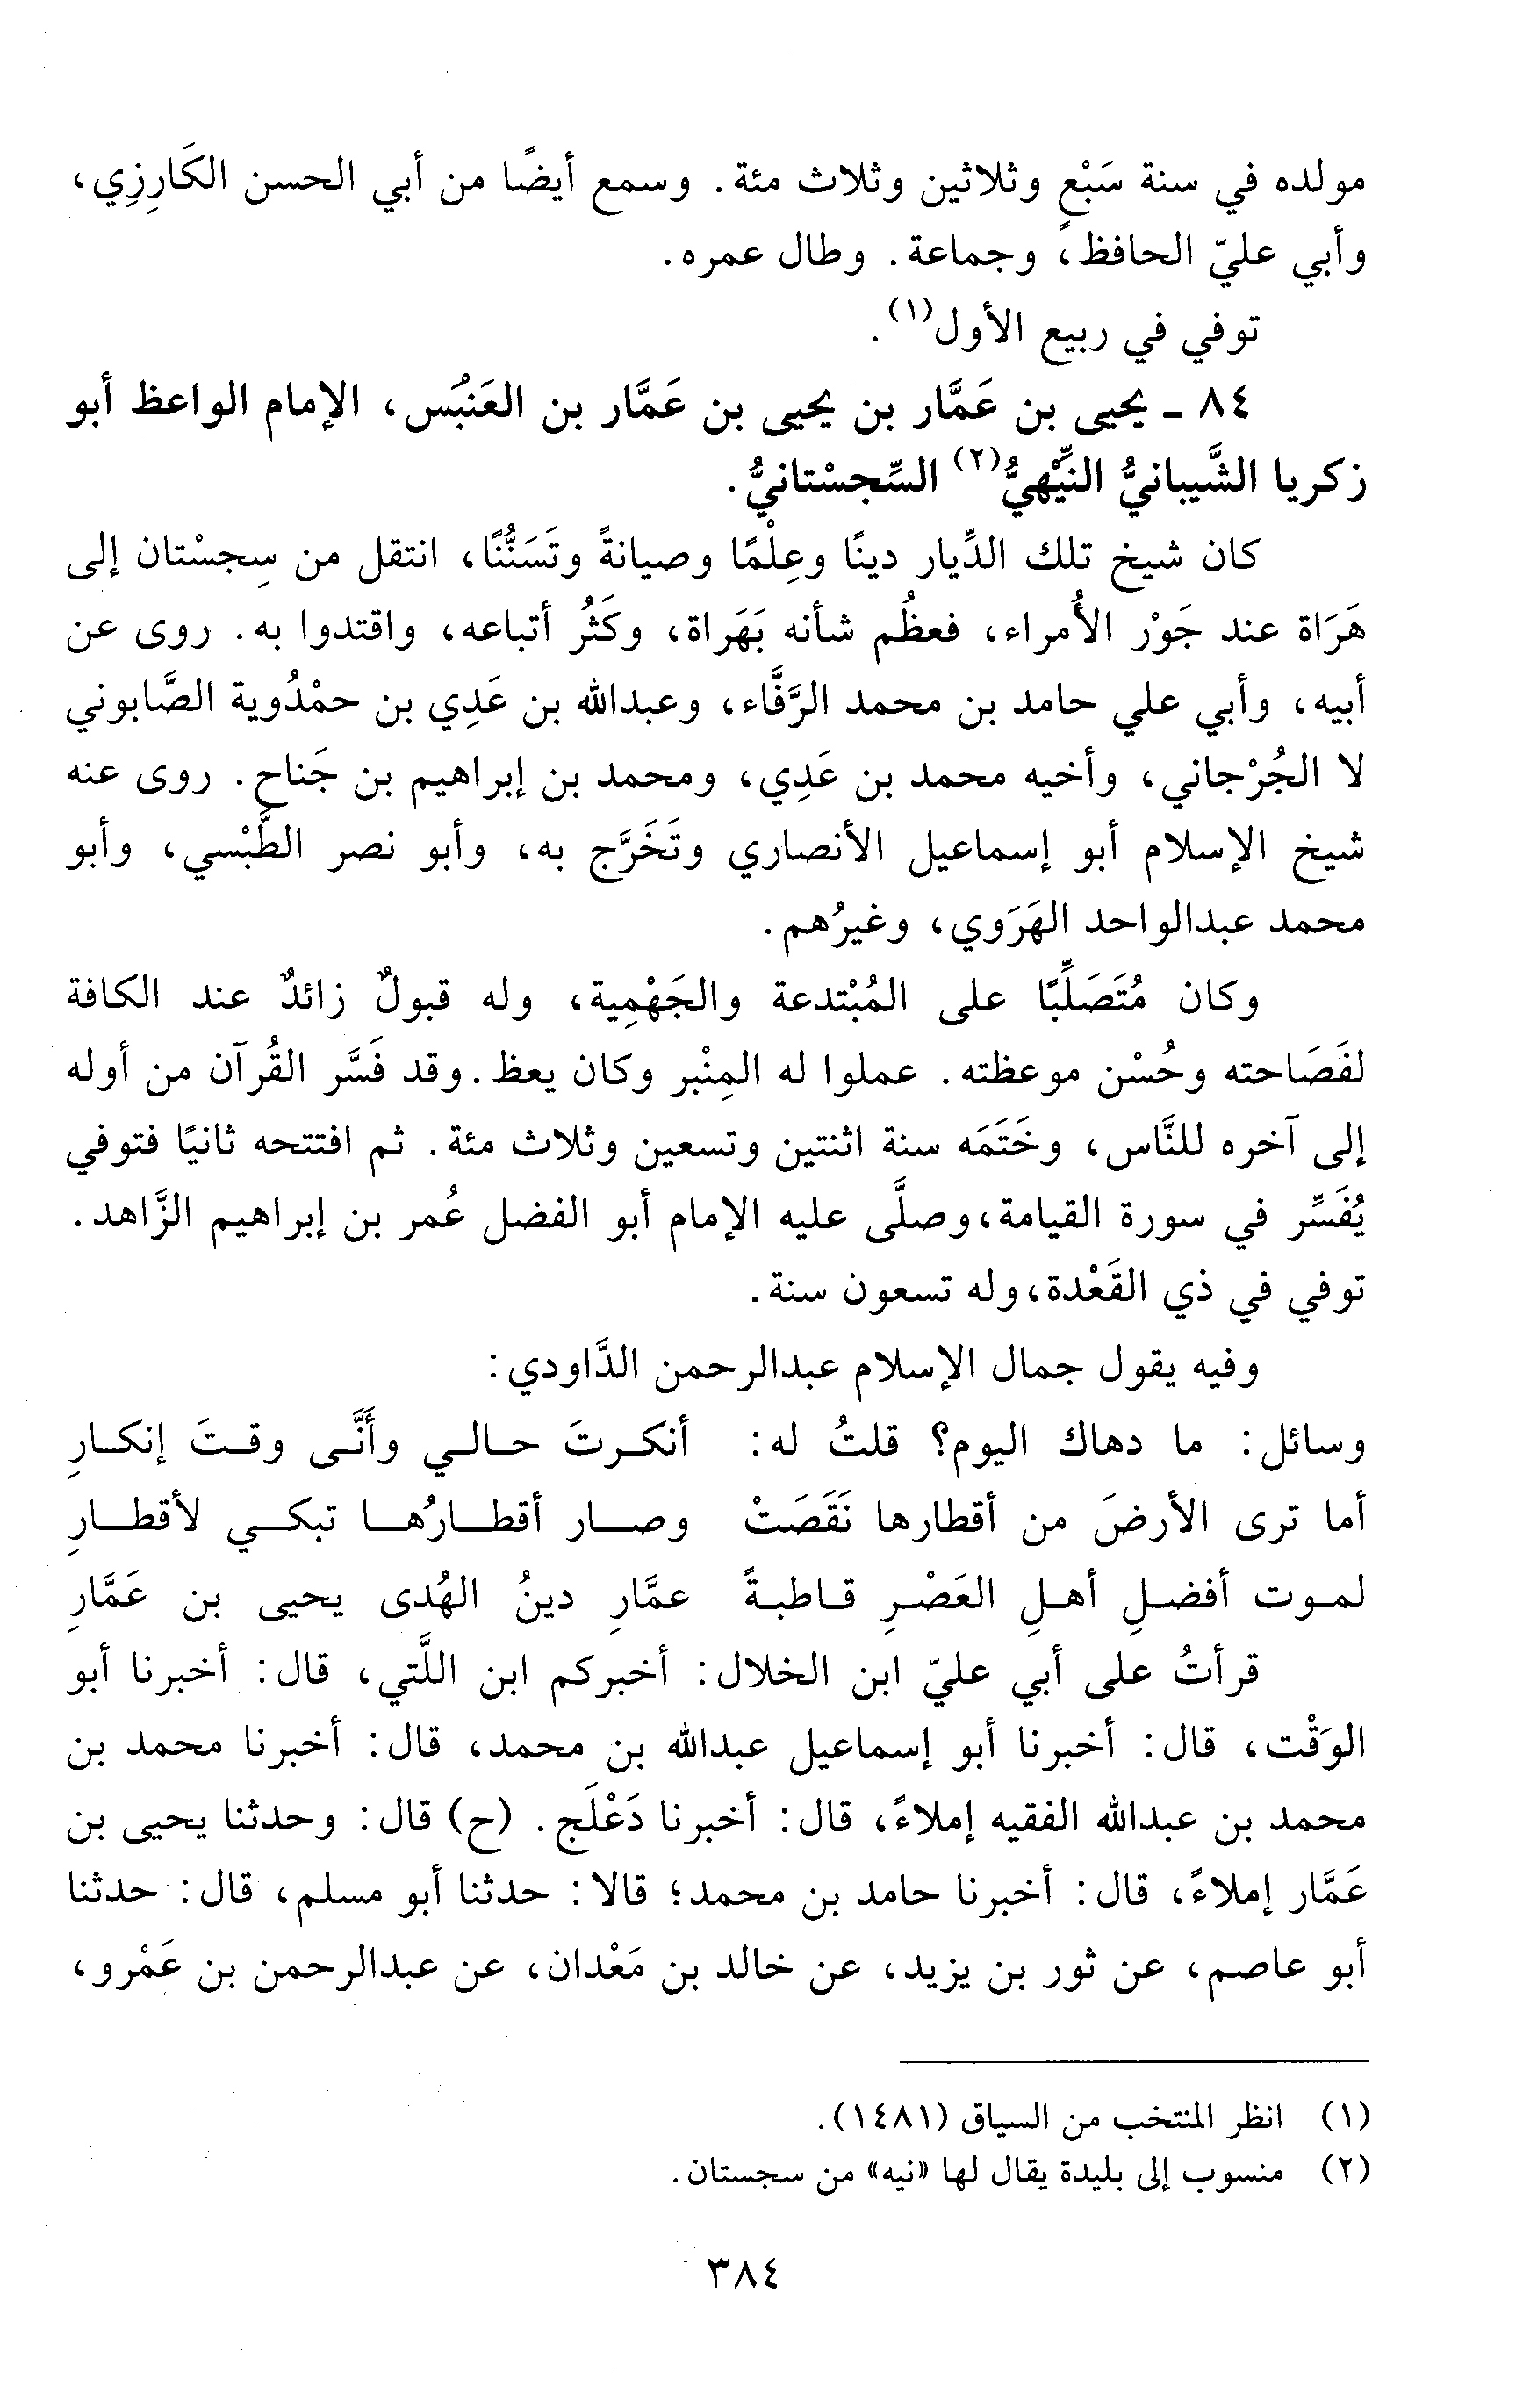 مولده في سنة سَبْعٍ وثلاثين وثلاث مئة. وسمع أيضًا من أبي الحسن الكَارِزِي،
وأبي عليّ الحافظ، وجماعة. وطال عمره.
توفي في ربيع الأول(١).
٨٤ ـ يحيى بن عَمَّار بن يحيى بن عَمَّار بن العَنْبَس، الإمام الواعظ أبو
زكريا الشَّيبانيُّ النِّيْهيُّ(٢) السِّجسْتانيُّ.
كان شيخ تلك الدِّيار دينًا وعِلْمًا وصيانةً وتَسَنُّنًا، انتقل من سِجسْتان إلى
هَرَاة عند جَوْر الأُمراء، فعظُم شأنه بَهَراة، وكَثُر أتباعه، واقتدوا به. روى عن
أبيه، وأبي علي حامد بن محمد الرَّفَّاء، وعبدالله بن عَدِي بن حمْدُوية الصَّابوني
لا الجُرْجاني، وأخيه محمد بن عَدِي، ومحمد بن إبراهيم بن جَناح. روى عنه
شيخ الإسلام أبو إسماعيل الأنصاري وتَخَرَّج به، وأبو نصر الطَّبْسي، وأبو
محمد عبدالواحد الهَرَوي، وغيرُهم.
وكان مُتَصَلِّبًا على المُبْتدعة والجَهْمِية، وله قبولٌ زائدٌ عند الكافة
لفَصَاحته وحُسْن موعظته. عملوا له المِنْبر وكان يعظ. وقد فَسَّر القُرآن من أوله
إلى آخره للنَّاس، وخَتَمَه سنة اثنتين وتسعين وثلاث مئة. ثم افتتحه ثانيًا فتوفي
يُفَسِّر في سورة القيامة، وصلَّى عليه الإمام أبو الفضل عُمر بن إبراهيم الزَّاهد.
توفي في ذي القَعْدة، وله تسعون سنة.
وفيه يقول جمال الإسلام عبدالرحمن الدَّاودي:
وسائل: ما دهاك اليوم؟ قلتُ له: أنكرتَ حالي وأنَّى وقتَ إنكارِ
أما ترى الأرضَ من أقطارها نَقَصَتْ وصار أقطارُها تبكي لأقطارِ
لموت أفضلِ أهلِ العَصْرِ قاطبةً عمَّارِ دينُ الهُدى يحيى بن عَمَّارِ
قرأتُ على أبي عليّ ابن الخلال: أخبركم ابن اللَّتي، قال: أخبرنا أبو
الوَقْت، قال: أخبرنا أبو إسماعيل عبدالله بن محمد، قال: أخبرنا محمد بن
محمد بن عبدالله الفقيه إملاءً، قال: أخبرنا دَعْلَج. (ح) قال: وحدثنا يحيى بن
عَمَّار إملاءً، قال: أخبرنا حامد بن محمد؛ قالا: حدثنا أبو مسلم، قال: حدثنا
أبو عاصم، عن ثور بن يزيد، عن خالد بن مَعْدان، عن عبدالرحمن بن عَمْرو،
(١) انظر المنتخب من السياق (١٤٨١).
(٢) منسوب إلى بليدة يقال لها «نيه» من سجستان.
٣٨٤